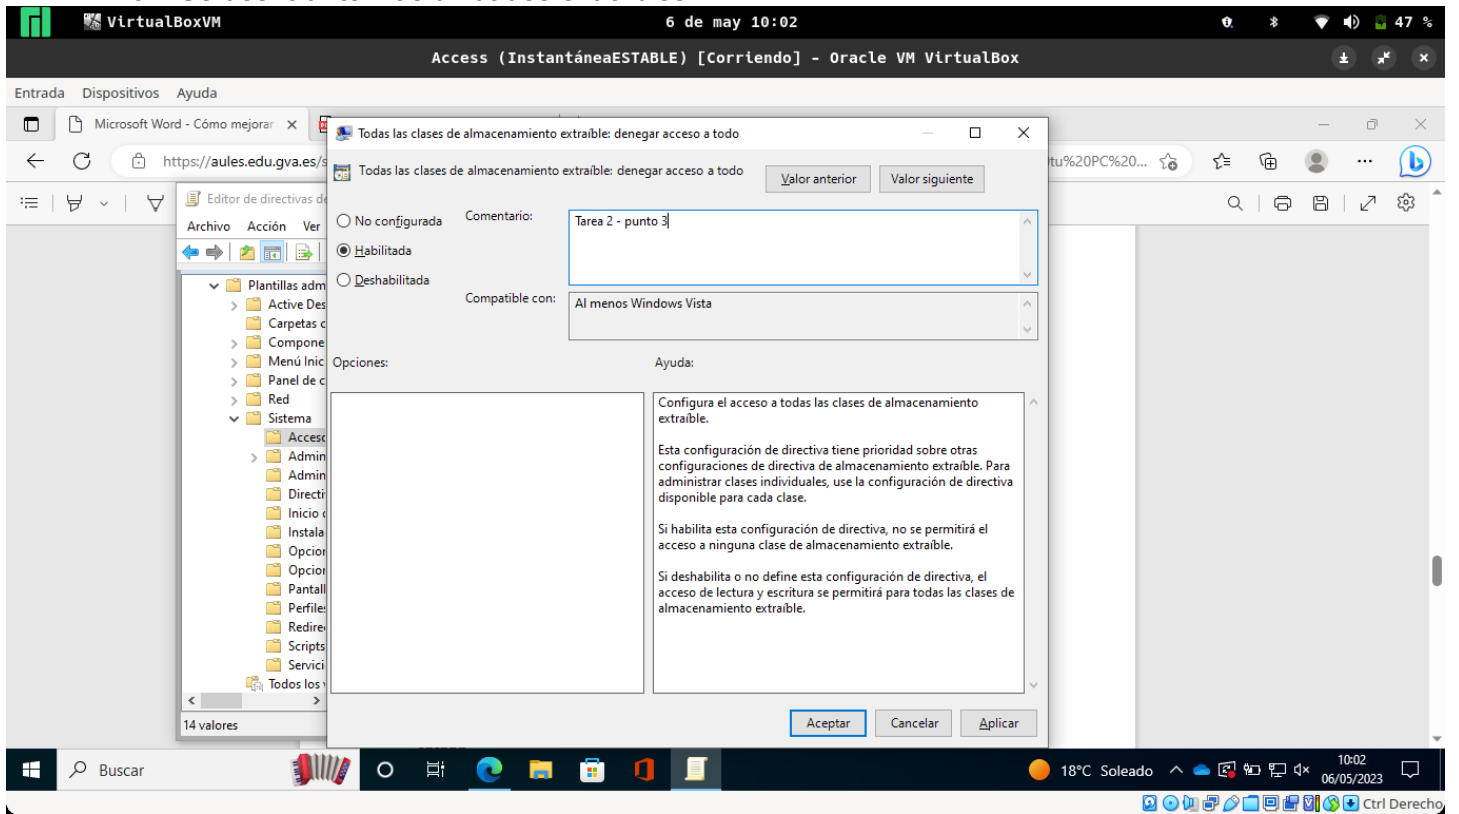 VirtualBoxVM
6 de may 10:02
47 %
Access (InstantáneaESTABLE) [Corriendo] - Oracle VM VirtualBox
Entrada Dispositivos Ayuda
Microsoft Word - Cómo mejorar
https://aules.edu.gva.es/s
tu%20PC%20...
Todas las clases de almacenamiento extraíble: denegar acceso a todo
Todas las clases de almacenamiento extraíble: denegar acceso a todo
Valor anterior
Valor siguiente
Editor de directivas de
Archivo Acción Ver
No configurada
Habilitada
Deshabilitada
Comentario:
Tarea 2 - punto 3
Compatible con:
Al menos Windows Vista
Opciones:
Ayuda:
Plantillas adm
Active Des
Carpetas c
Compone
Menú Inic
Panel de c
Red
Sistema
Acceso
Admin
Admin
Directi
Inicio
Instala
Opcion
Opcion
Pantall
Perfiles
Redire
Scripts
Servici
Todos los
14 valores
Configura el acceso a todas las clases de almacenamiento
extraíble.
Esta configuración de directiva tiene prioridad sobre otras
configuraciones de directiva de almacenamiento extraíble. Para
administrar clases individuales, use la configuración de directiva
disponible para cada clase.
Si habilita esta configuración de directiva, no se permitirá el
acceso a ninguna clase de almacenamiento extraíble.
Si deshabilita o no define esta configuración de directiva, el
acceso de lectura y escritura se permitirá para todas las clases de
almacenamiento extraíble.
Aceptar
Cancelar
Aplicar
Buscar
18°C Soleado
10:02
06/05/2023
Ctrl Derecho